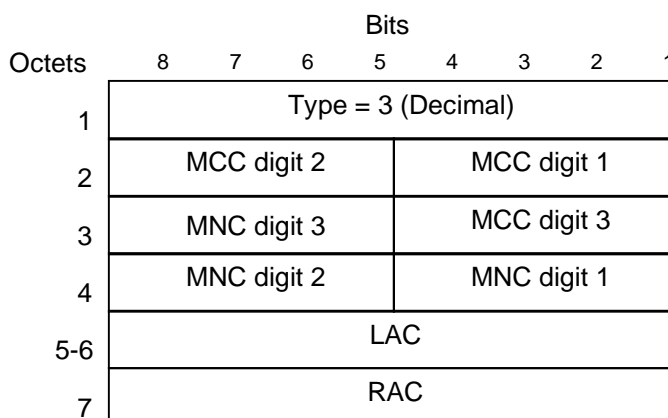 Bits
Octets 8 7 6 5 4 3 2 1
1 Type = 3 (Decimal)
2 MCC digit 2 MCC digit 1
3 MNC digit 3 MCC digit 3
4 MNC digit 2 MNC digit 1
5-6 LAC
7 RAC